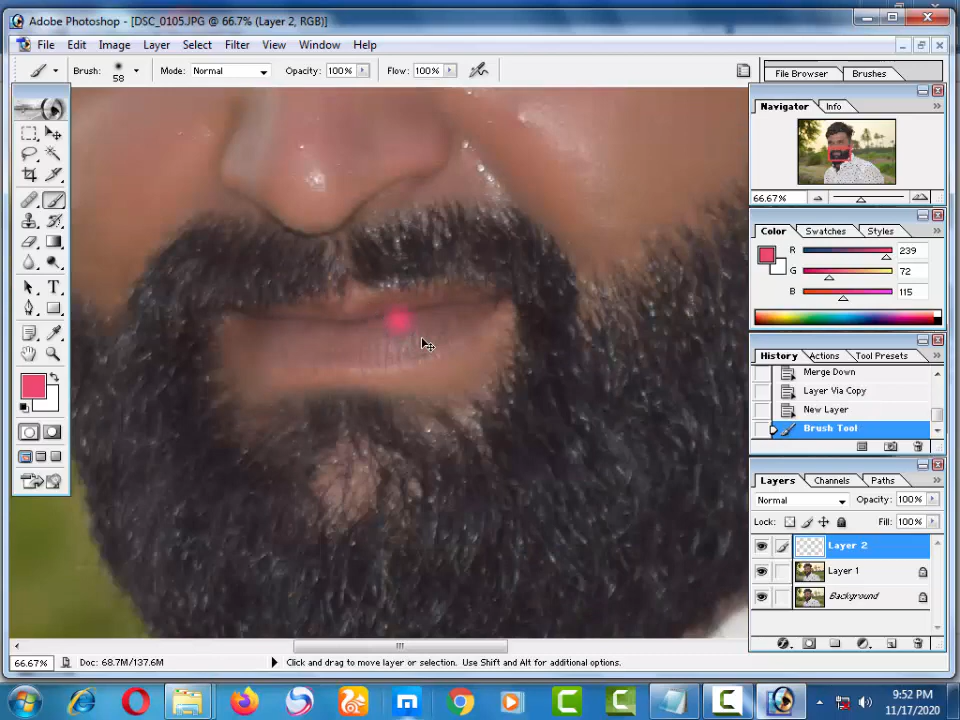 Adobe Photoshop - [DSC_0105.JPG @ 66.7% (Layer 2, RGB)]
File Edit Image Layer Select Filter View Window Help
Brush: 58 Mode: Normal Opacity: 100% Flow: 100% File Browser Brushes
Navigator Info
66.67%
Color Swatches Styles
R 239
G 72
B 115
History Actions Tool Presets
Merge Down
Layer Via Copy
New Layer
Brush Tool
Layers Channels Paths
Normal Opacity: 100%
Lock: Fill: 100%
Layer 2
Layer 1
Background
66.67% Doc: 68.7M/137.6M Click and drag to move layer or selection. Use Shift and Alt for additional options.
9:52 PM
11/17/2020